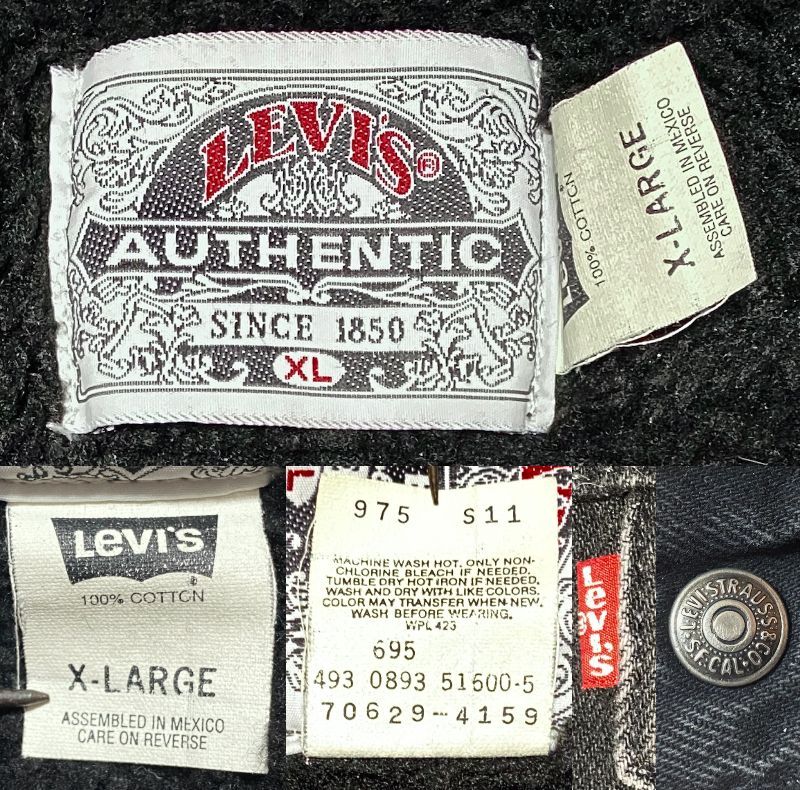 LEVI'S®
AUTHENTIC
SINCE 1850
XL
100% COTTON
X-LARGE
ASSEMBLED IN MEXICO
CARE ON REVERSE
Levi's
®
100% COTTON
X-LARGE
ASSEMBLED IN MEXICO
CARE ON REVERSE
975 S11
MACHINE WASH HOT. ONLY NON-
CHLORINE BLEACH IF NEEDED.
TUMBLE DRY HOT IRON IF NEEDED.
WASH AND DRY WITH LIKE COLORS.
COLOR MAY TRANSFER WHEN NEW.
WASH BEFORE WEARING.
WPL 423
695
493 0893 51600-5
70629-4159
Levi's
®
LEVI STRAUSS & CO
S.F. CAL.